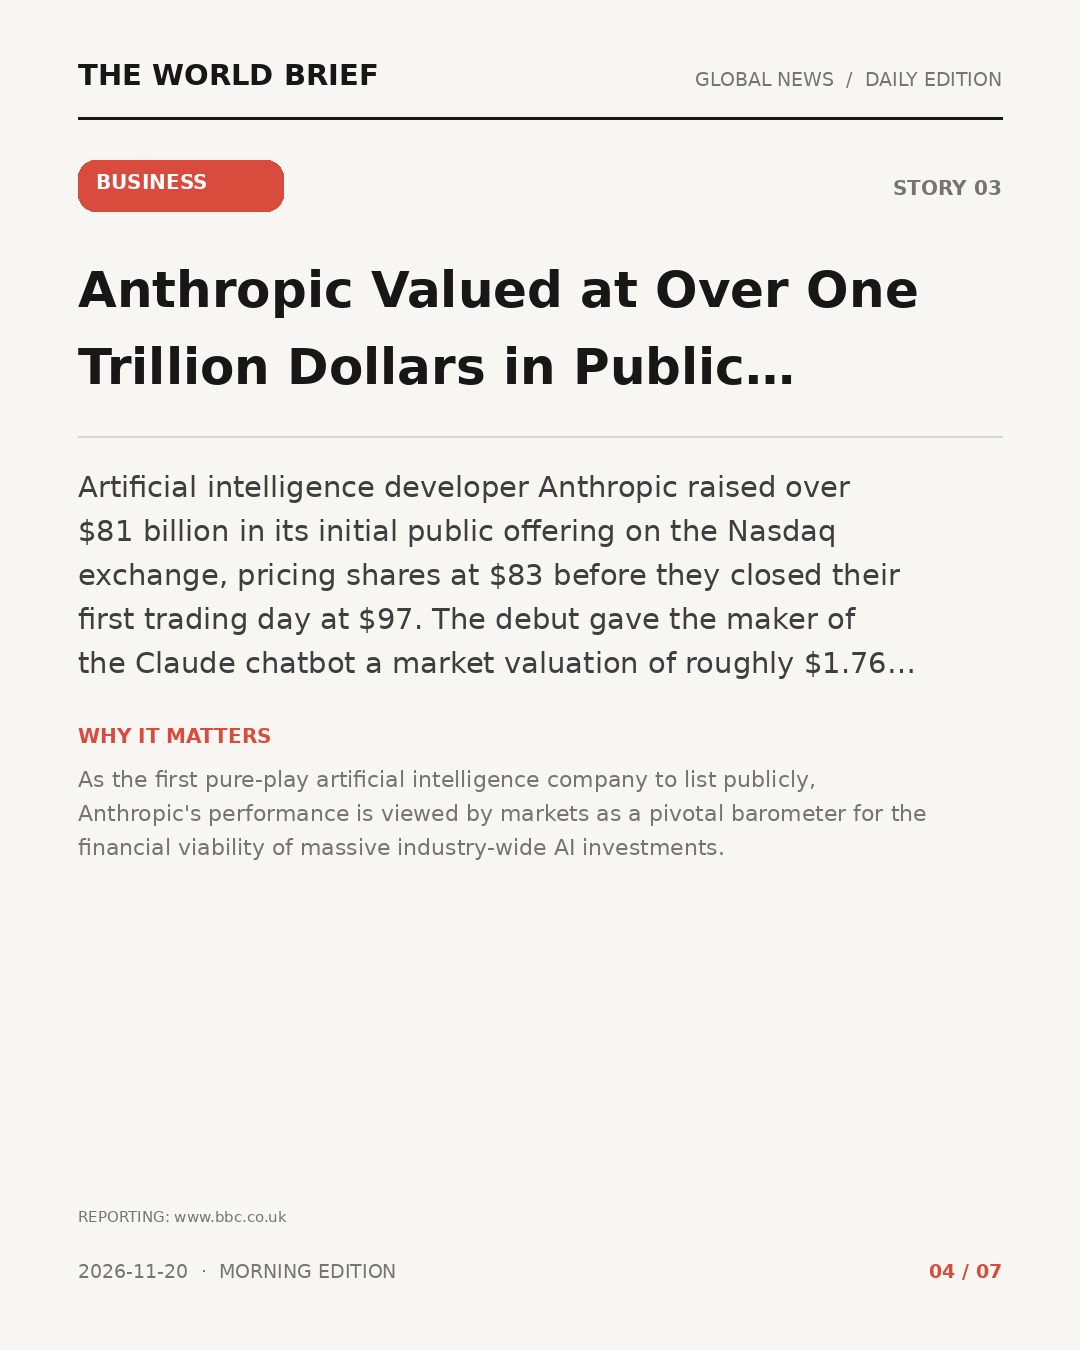 THE WORLD BRIEF
GLOBAL NEWS / DAILY EDITION
BUSINESS
STORY 03
Anthropic Valued at Over One
Trillion Dollars in Public…
Artificial intelligence developer Anthropic raised over
$81 billion in its initial public offering on the Nasdaq
exchange, pricing shares at $83 before they closed their
first trading day at $97. The debut gave the maker of
the Claude chatbot a market valuation of roughly $1.76…
WHY IT MATTERS
As the first pure-play artificial intelligence company to list publicly,
Anthropic's performance is viewed by markets as a pivotal barometer for the
financial viability of massive industry-wide AI investments.
REPORTING: www.bbc.co.uk
2026-11-20 · MORNING EDITION
04 / 07